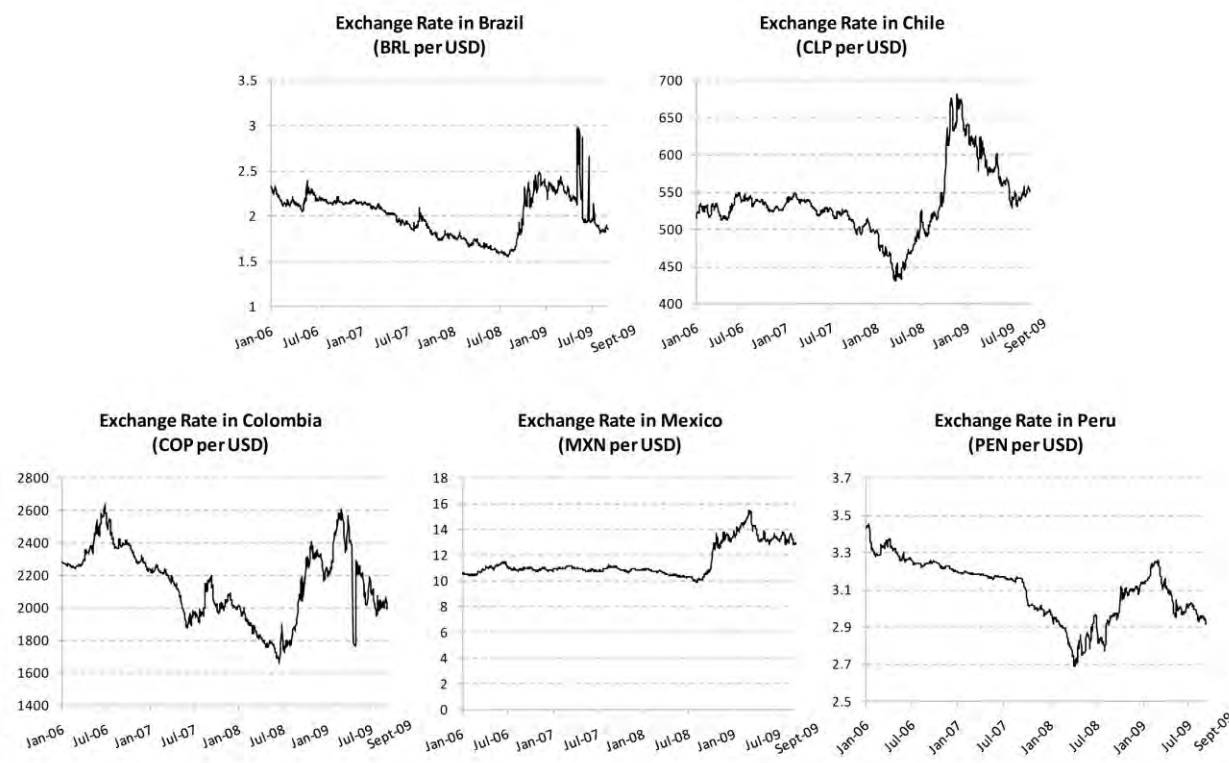 Exchange Rate in Brazil
(BRL per USD)
3.5
3
2.5
2
1.5
1
Jan-06 Jul-06 Jan-07 Jul-07 Jan-08 Jul-08 Jan-09 Jul-09 Sept-09
Exchange Rate in Chile
(CLP per USD)
700
650
600
550
500
450
400
Jan-06 Jul-06 Jan-07 Jul-07 Jan-08 Jul-08 Jan-09 Jul-09 Sept-09
Exchange Rate in Colombia
(COP per USD)
2800
2600
2400
2200
2000
1800
1600
1400
Jan-06 Jul-06 Jan-07 Jul-07 Jan-08 Jul-08 Jan-09 Jul-09 Sept-09
Exchange Rate in Mexico
(MXN per USD)
18
16
14
12
10
8
6
4
2
0
Jan-06 Jul-06 Jan-07 Jul-07 Jan-08 Jul-08 Jan-09 Jul-09 Sept-09
Exchange Rate in Peru
(PEN per USD)
3.7
3.5
3.3
3.1
2.9
2.7
2.5
Jan-06 Jul-06 Jan-07 Jul-07 Jan-08 Jul-08 Jan-09 Jul-09 Sept-09